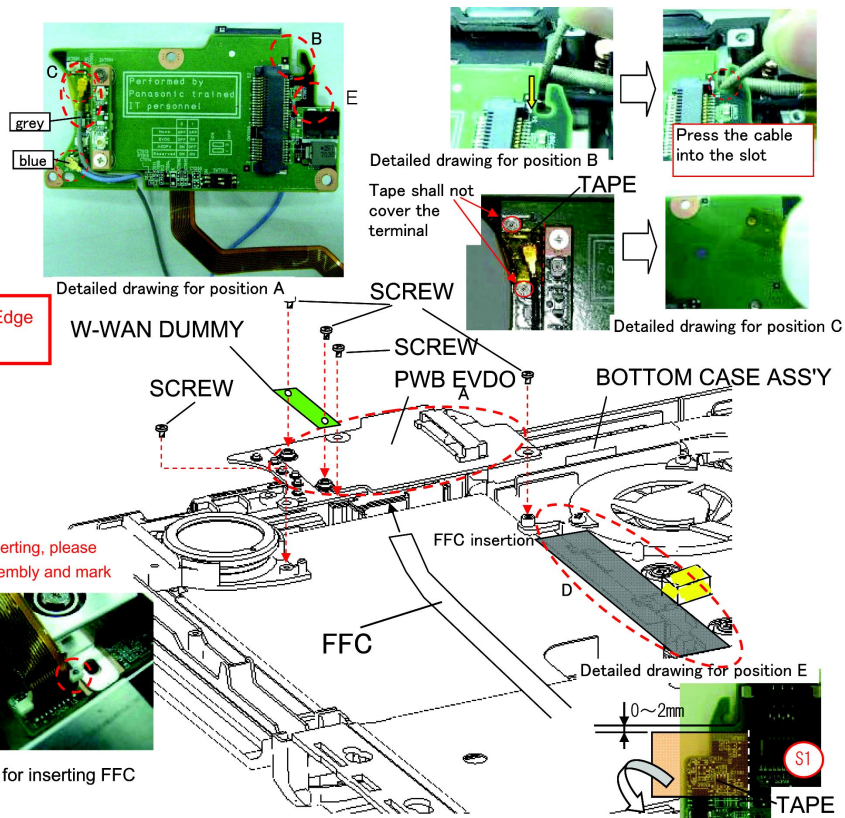 B
C
E
Performed by
Panasonic trained
IT personnel
grey
blue
Press the cable
into the slot
Detailed drawing for position B
Tape shall not
cover the
terminal
TAPE
Detailed drawing for position A
Detailed drawing for position C
Edge
SCREW
W-WAN DUMMY
SCREW
SCREW
PWB EVDO
A
BOTTOM CASE ASS'Y
erting, please
embly and mark
FFC insertion
D
FFC
for inserting FFC
Detailed drawing for position E
0～2mm
S1
TAPE